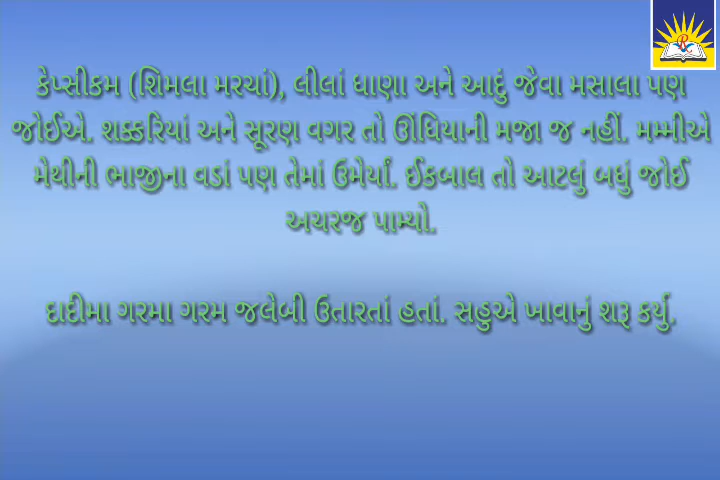 કેપ્સીકમ (શિમલા મરચાં), લીલાં ધાણા અને આદું જેવા મસાલા પણ
જોઈએ. શક્કરિયાં અને સૂરણ વગર તો ઊંધિયાની મજા જ નહીં. મમ્મીએ
મેથીની ભાજીના વડાં પણ તેમાં ઉમેર્યાં. ઈકબાલ તો આટલું બધું જોઈ
અચરજ પામ્યો.
દાદીમા ગરમા ગરમ જલેબી ઉતારતાં હતાં. સહુએ ખાવાનું શરૂ કર્યુ.